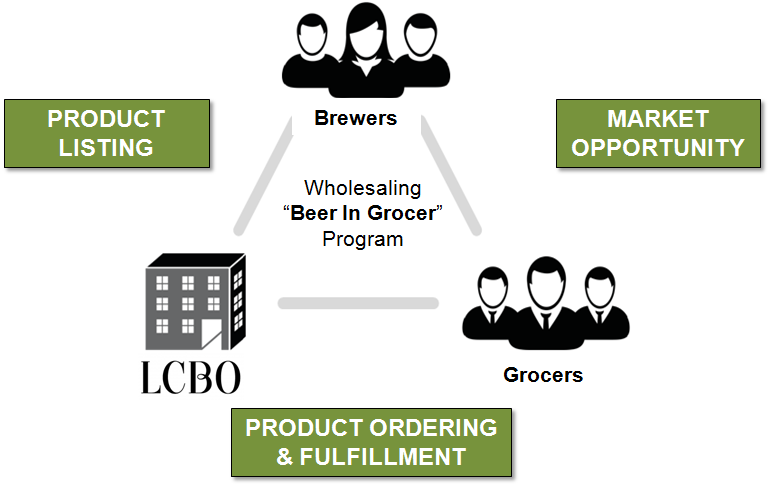 Brewers
PRODUCT
LISTING
MARKET
OPPORTUNITY
Wholesaling
“Beer In Grocer”
Program
LCBO
Grocers
PRODUCT ORDERING
& FULFILLMENT